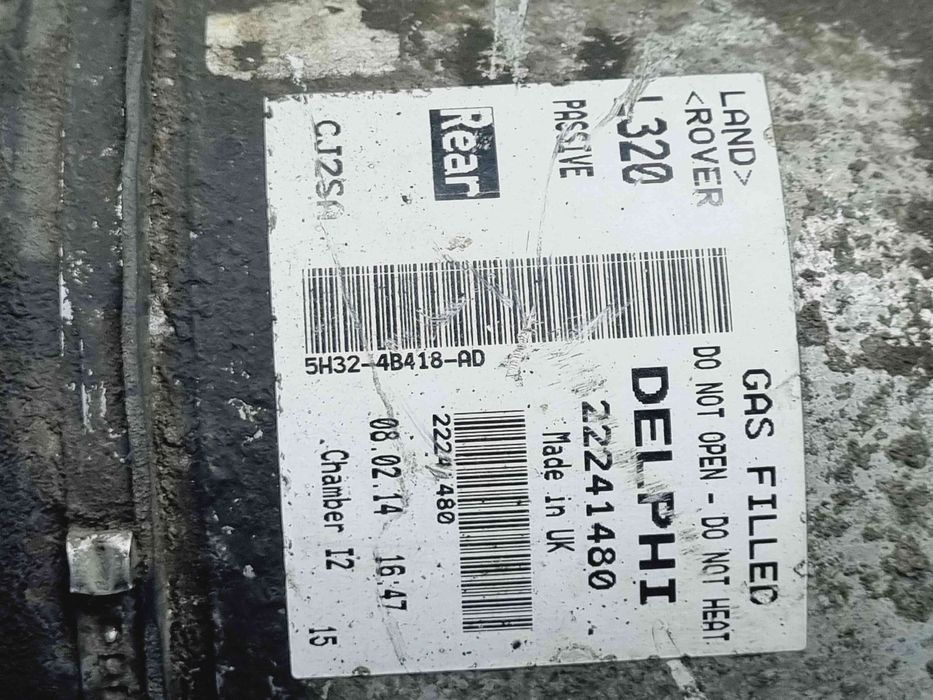 LAND>
<ROVER
L320
PASSIVE
Rear
CJ2SA
5H32-4B418-AD
GAS FILLED
DO NOT OPEN - DO NOT HEAT
DELPHI
22241480
Made in UK
22241480
08.02.14 16.47
Chamber I2 15